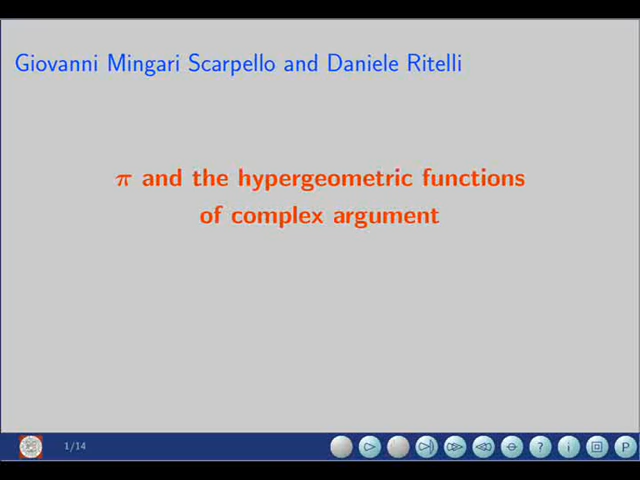 Giovanni Mingari Scarpello and Daniele Ritelli
π and the hypergeometric functions
of complex argument
1/14
? i P